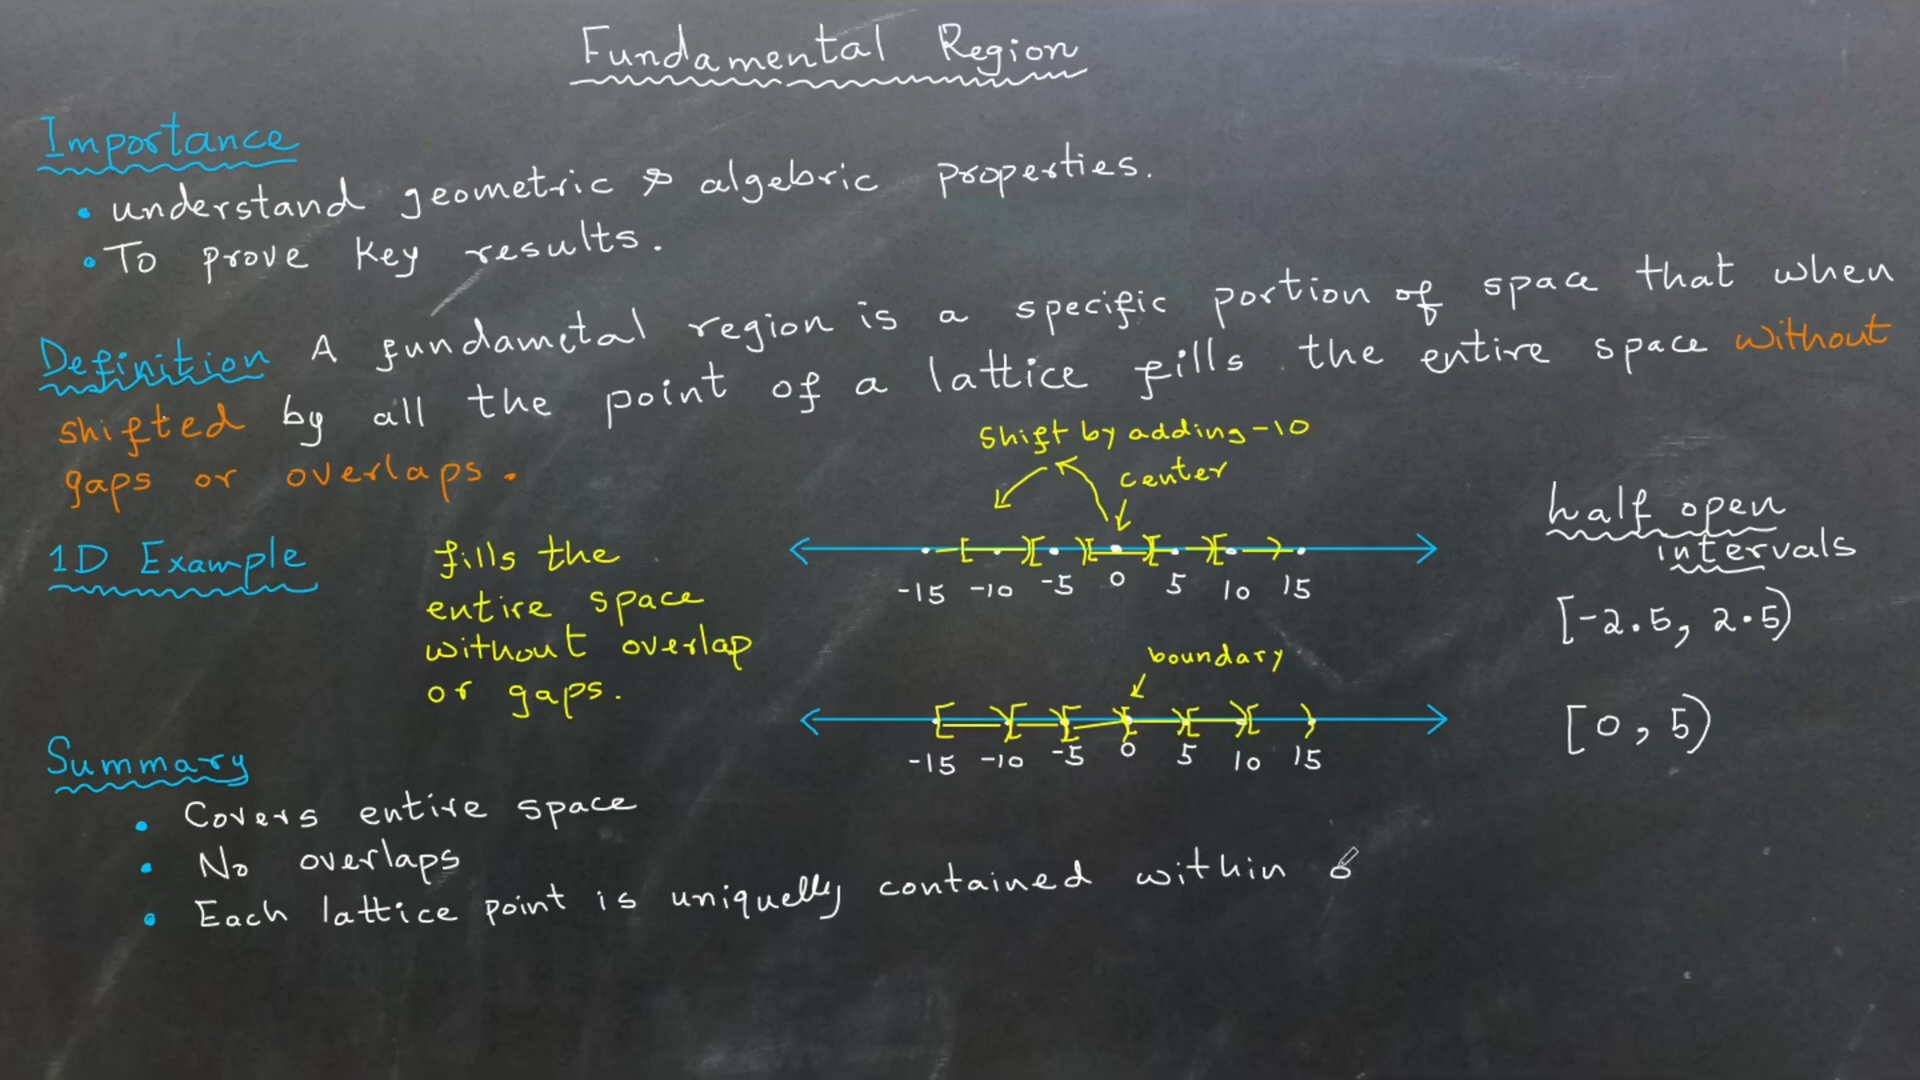 Fundamental Region
Importance
• understand geometric & algebric properties.
• To prove key results.
Definition A fundametal region is a specific portion of space that when
shifted by all the point of a lattice fills the entire space without
gaps or overlaps.
Shift by adding -10
center
1D Example
fills the
entire space
without overlap
or gaps.
-15 -10 -5 0 5 10 15
half open
intervals
[-2.5, 2.5)
boundary
-15 -10 -5 0 5 10 15
[0, 5)
Summary
• Covers entire space
• No overlaps
• Each lattice point is uniquelly contained within